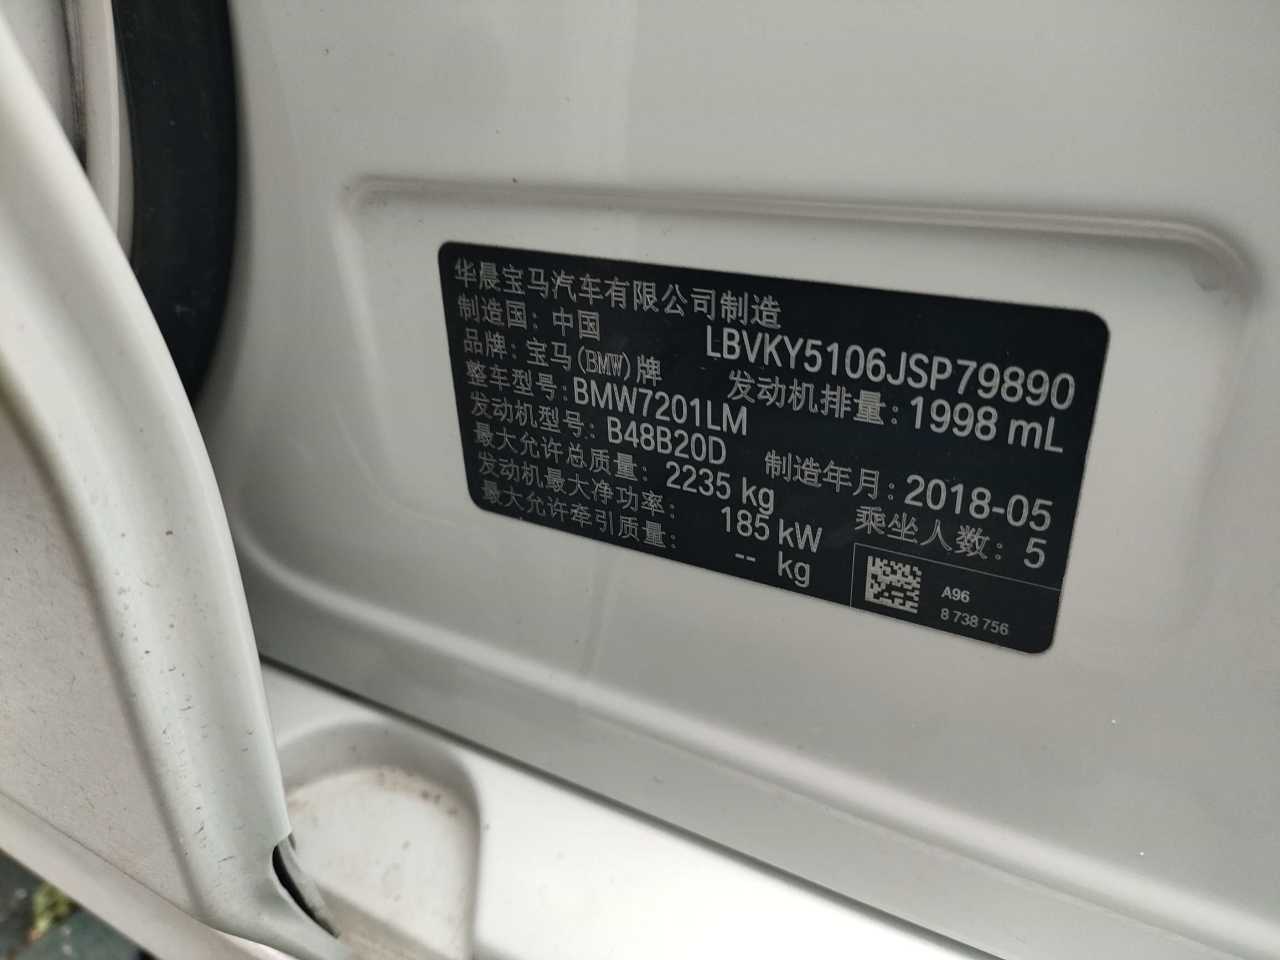 华晨宝马汽车有限公司制造
制造国：中国
LBVKY5106JSP79890
品牌：宝马(BMW)牌
发动机排量：1998 mL
整车型号：BMW7201LM
发动机型号：B48B20D
制造年月：2018-05
最大允许总质量：2235 kg
乘坐人数：5
发动机最大净功率：185 kW
最大允许牵引质量：-- kg
A96
8 738 756